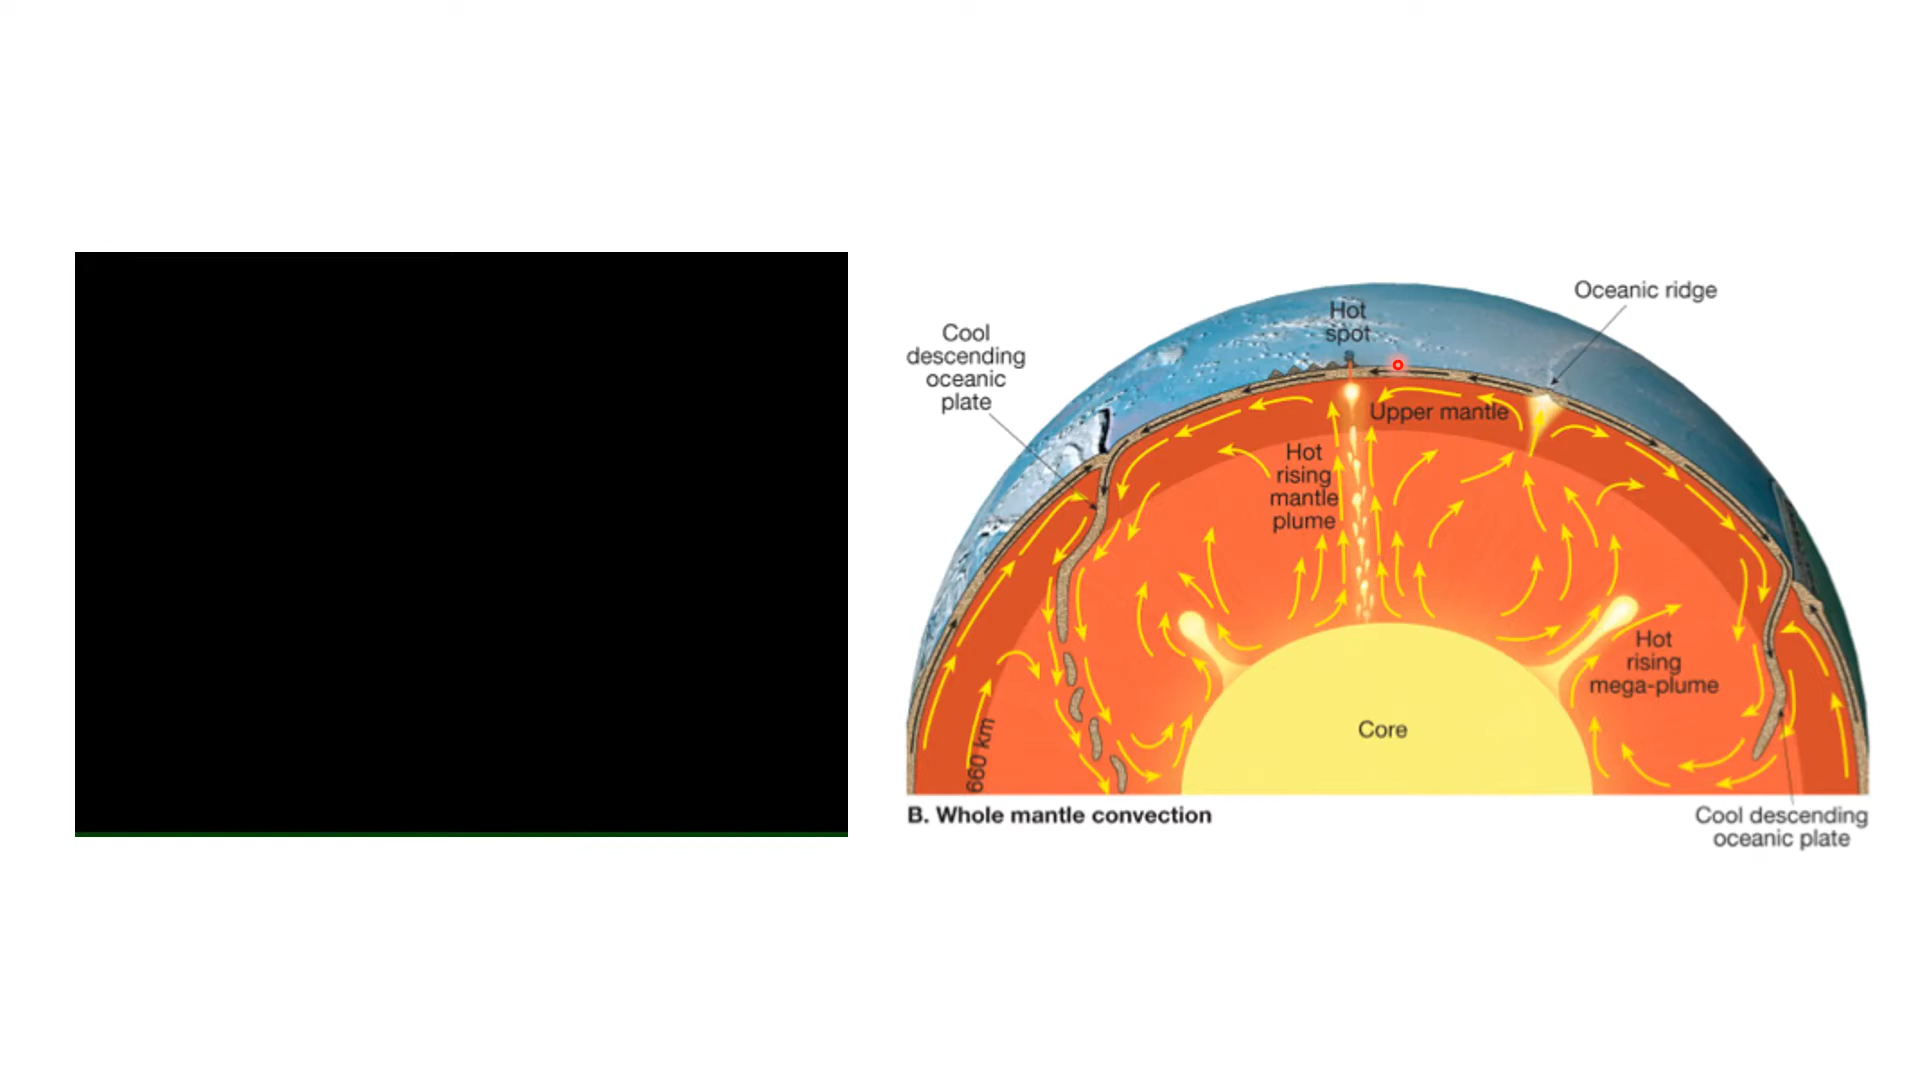 Oceanic ridge
Hot
spot
Cool
descending
oceanic
plate
Upper mantle
Hot
rising
mantle
plume
Hot
rising
mega-plume
Core
660 km
B. Whole mantle convection
Cool descending
oceanic plate